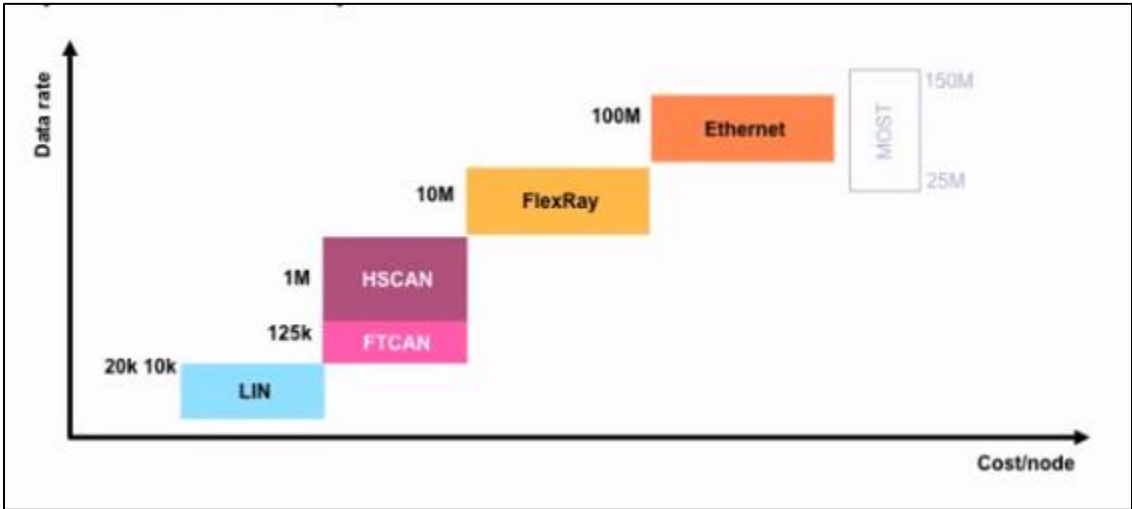 Data rate
150M
100M
Ethernet
MOST
25M
10M
FlexRay
1M
HSCAN
125k
FTCAN
20k 10k
LIN
Cost/node